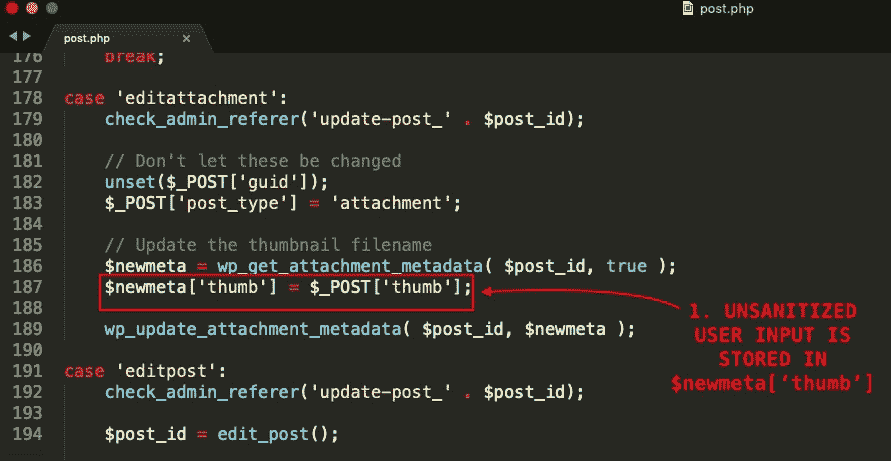 post.php
post.php ×
176 break;
177
178 case 'editattachment':
179 check_admin_referer('update-post_' . $post_id);
180
181 // Don't let these be changed
182 unset($_POST['guid']);
183 $_POST['post_type'] = 'attachment';
184
185 // Update the thumbnail filename
186 $newmeta = wp_get_attachment_metadata( $post_id, true );
187 $newmeta['thumb'] = $_POST['thumb'];
188
189 wp_update_attachment_metadata( $post_id, $newmeta );
190
191 case 'editpost':
192 check_admin_referer('update-post_' . $post_id);
193
194 $post_id = edit_post();
1. UNSANITIZED
USER INPUT IS
STORED IN
$newmeta[‘thumb’]